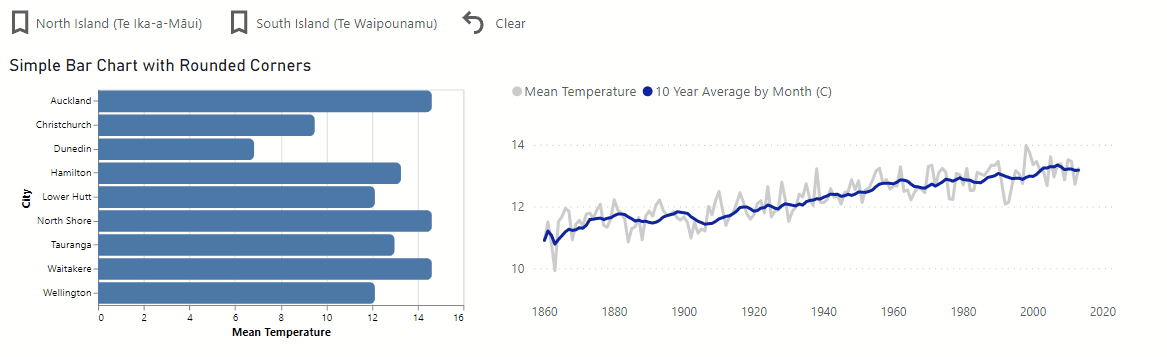 North Island (Te Ika-a-Māui) South Island (Te Waipounamu) Clear
Simple Bar Chart with Rounded Corners
Auckland
Christchurch
Dunedin
Hamilton
Lower Hutt
North Shore
Tauranga
Waitakere
Wellington
City
0 2 4 6 8 10 12 14 16
Mean Temperature
Mean Temperature 10 Year Average by Month (C)
14
12
10
1860 1880 1900 1920 1940 1960 1980 2000 2020